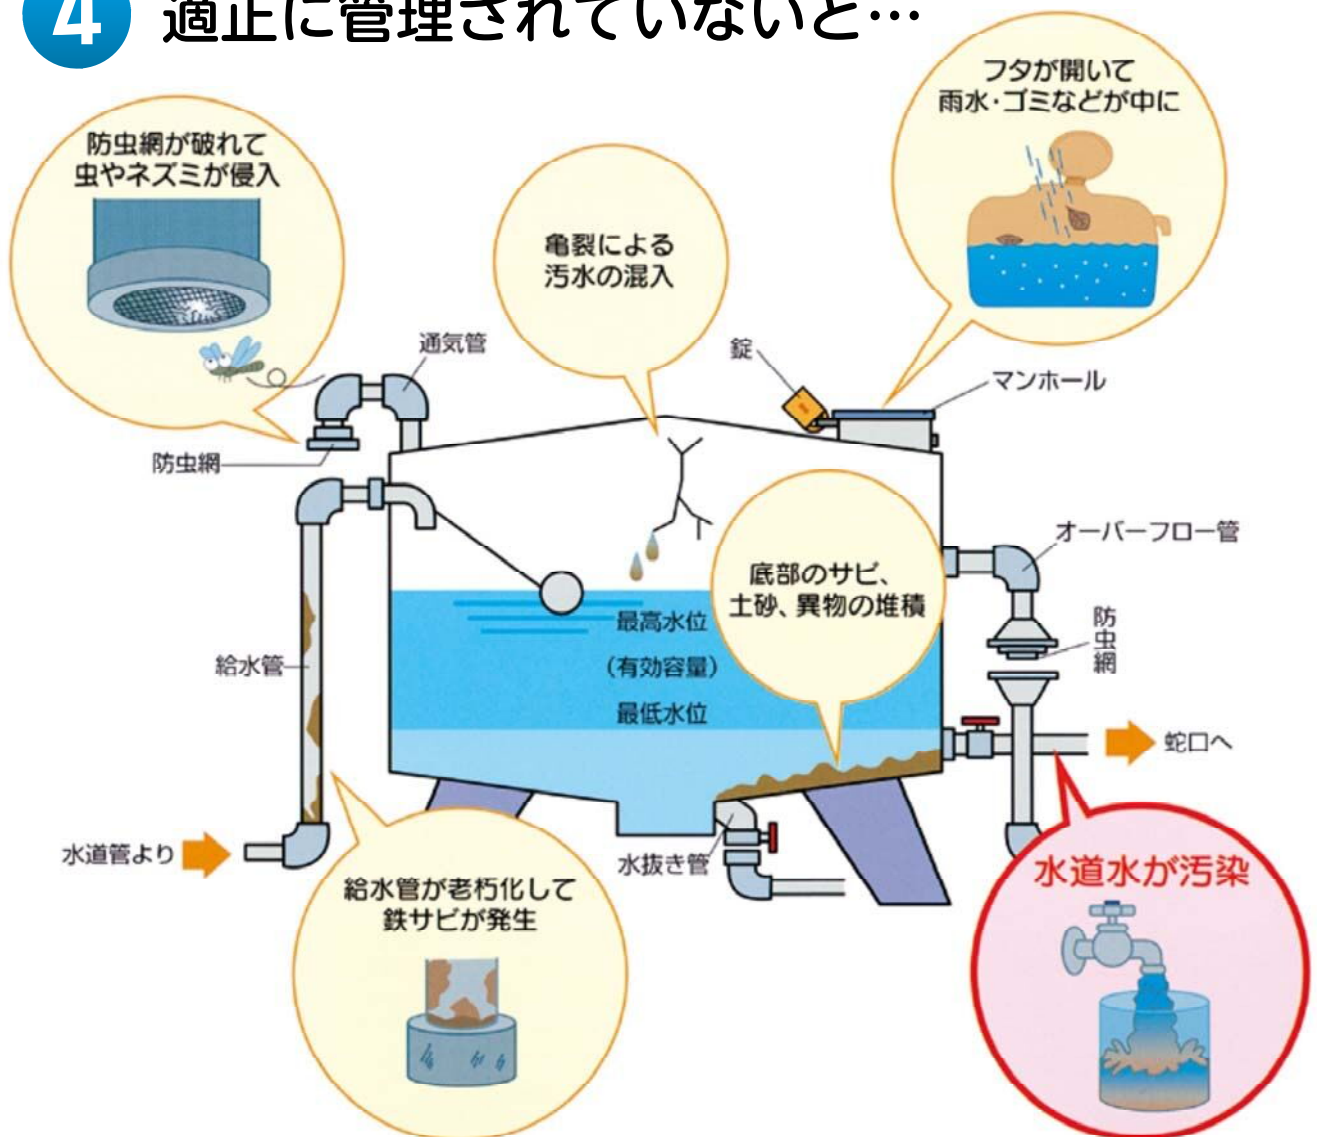 4 適正に管理されていないと…
フタが開いて
雨水・ゴミなどが中に
防虫網が破れて
虫やネズミが侵入
亀裂による
汚水の混入
通気管
錠
マンホール
防虫網
オーバーフロー管
底部のサビ、
土砂、異物の堆積
最高水位
防虫網
給水管
(有効容量)
最低水位
蛇口へ
水道管より
水抜き管
水道水が汚染
給水管が老朽化して
鉄サビが発生